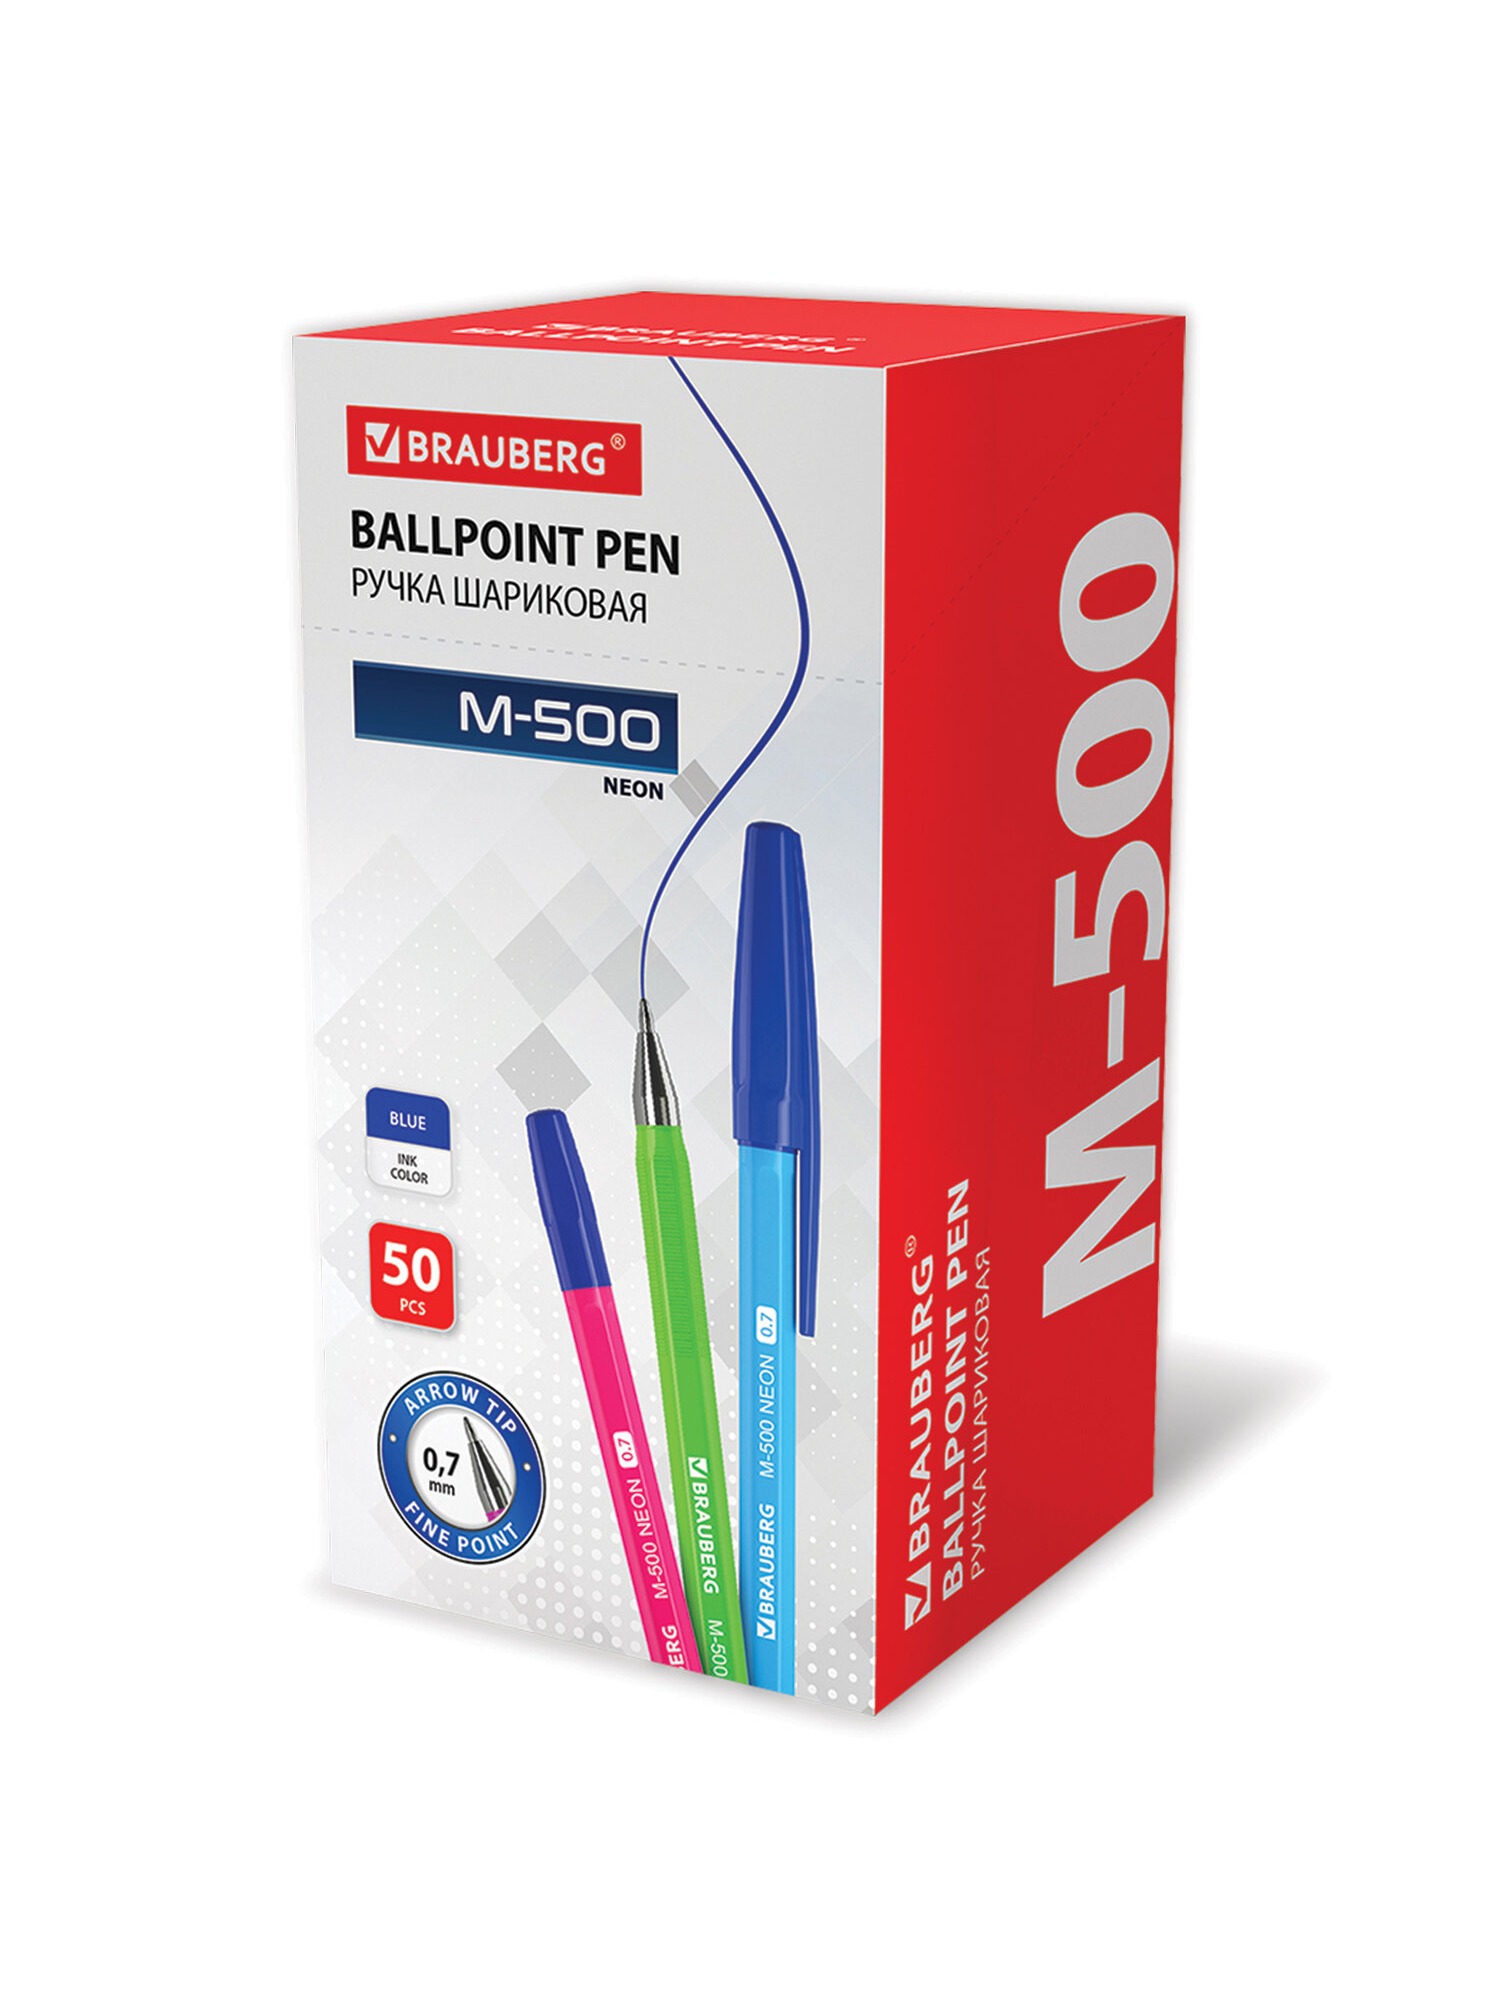 BRAUBERG®
BALLPOINT PEN
BRAUBERG®
BALLPOINT PEN
РУЧКА ШАРИКОВАЯ
M-500
NEON
BLUE
INK
COLOR
50
PCS
ARROW TIP
0,7
mm
FINE POINT
M-500 NEON 0.7
BRAUBERG
M-500
BRAUBERG M-500 NEON 0.7
M-500
BRAUBERG®
BALLPOINT PEN
РУЧКА ШАРИКОВАЯ